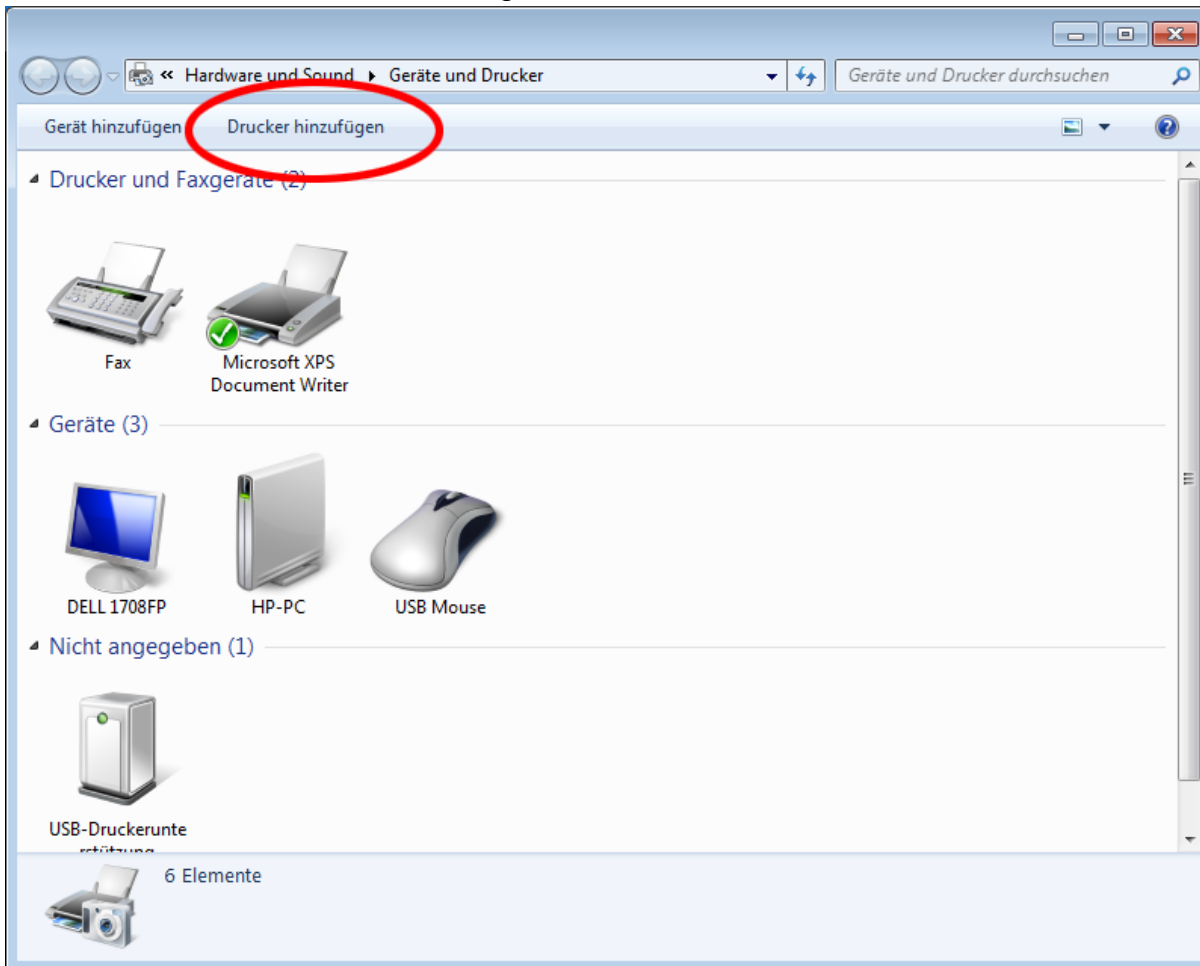 « Hardware und Sound ▸ Geräte und Drucker
Geräte und Drucker durchsuchen
Gerät hinzufügen Drucker hinzufügen
Drucker und Faxgeräte (2)
Fax
Microsoft XPS
Document Writer
Geräte (3)
DELL 1708FP
HP-PC
USB Mouse
Nicht angegeben (1)
USB-Druckerunte
rstützung
6 Elemente